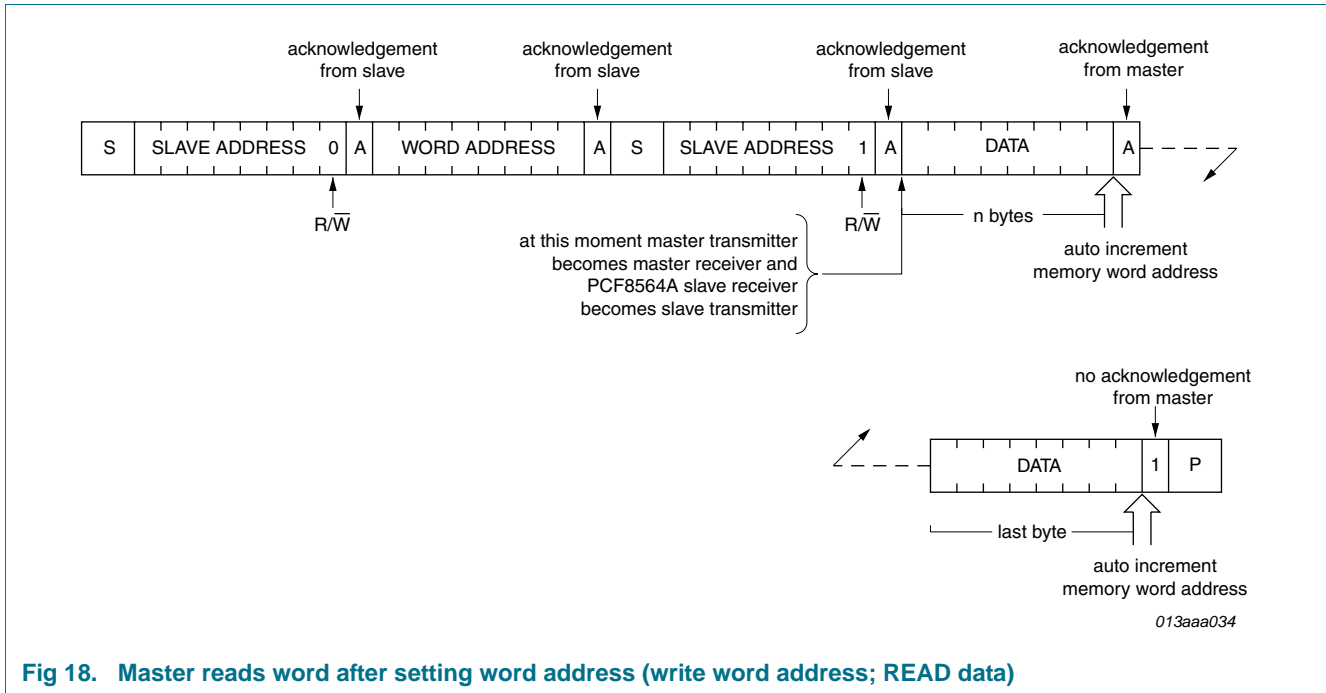 acknowledgement
from slave
acknowledgement
from slave
acknowledgement
from slave
acknowledgement
from master
S SLAVE ADDRESS 0 A WORD ADDRESS A S SLAVE ADDRESS 1 A DATA A
R/W̅
R/W̅
n bytes
at this moment master transmitter
becomes master receiver and
PCF8564A slave receiver
becomes slave transmitter
auto increment
memory word address
no acknowledgement
from master
DATA 1 P
last byte
auto increment
memory word address
013aaa034
Fig 18. Master reads word after setting word address (write word address; READ data)